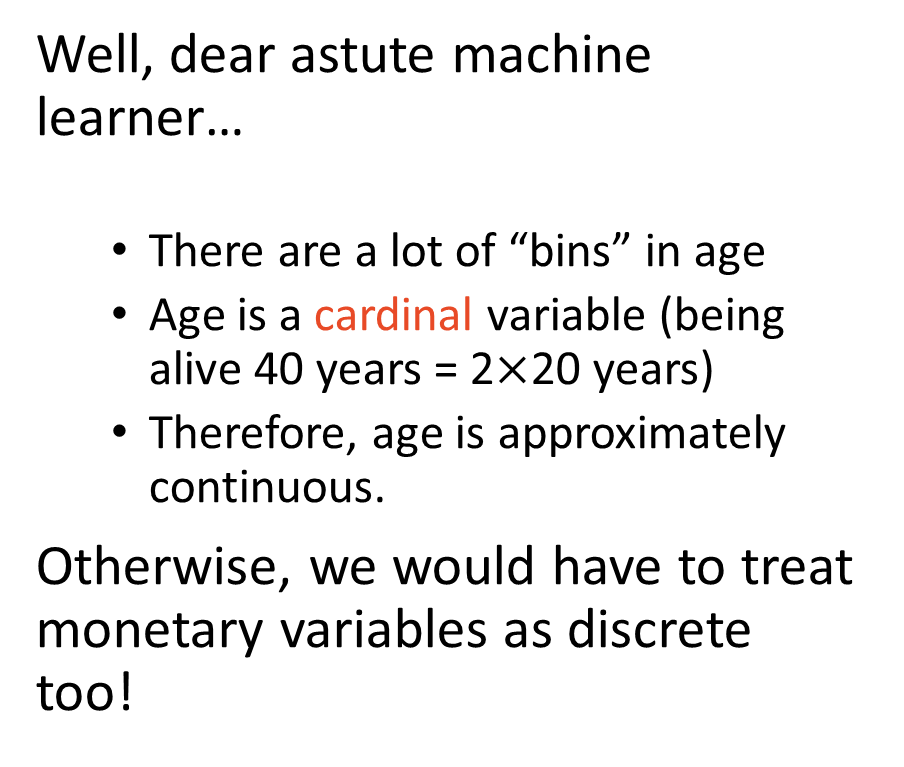 Well, dear astute machine
learner…
• There are a lot of “bins” in age
• Age is a cardinal variable (being
alive 40 years = 2×20 years)
• Therefore, age is approximately
continuous.
Otherwise, we would have to treat
monetary variables as discrete
too!